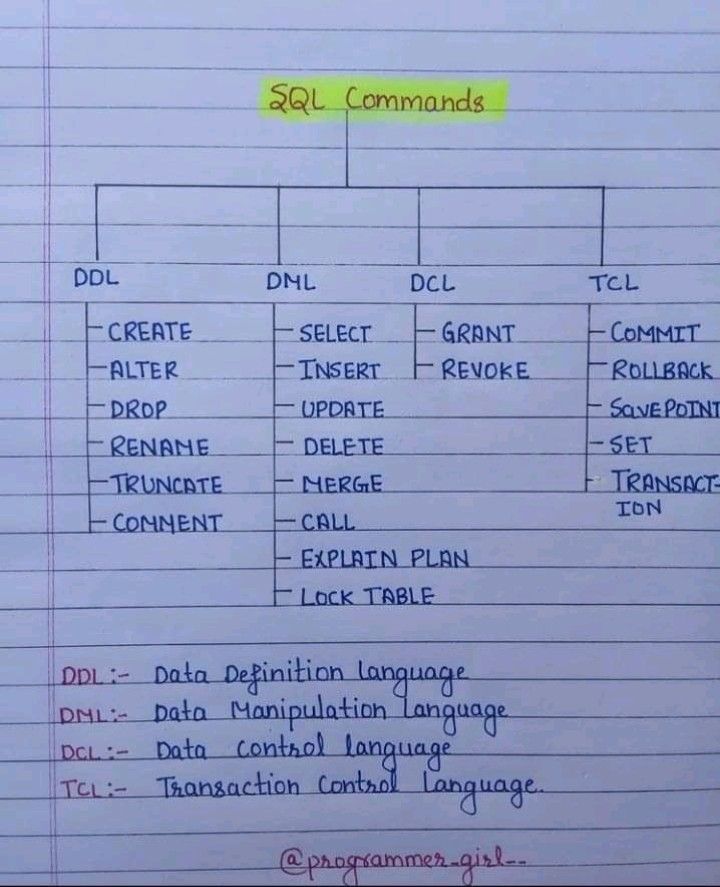 SQL Commands
DDL DML DCL TCL
CREATE SELECT GRANT COMMIT
ALTER INSERT REVOKE ROLLBACK
DROP UPDATE SAVEPOINT
RENAME DELETE SET
TRUNCATE MERGE TRANSACT-
COMMENT CALL ION
EXPLAIN PLAN
LOCK TABLE
DDL:- Data Definition Language
DML:- Data Manipulation Language
DCL:- Data Control language
TCL:- Transaction Control Language.
@programmer_girl__